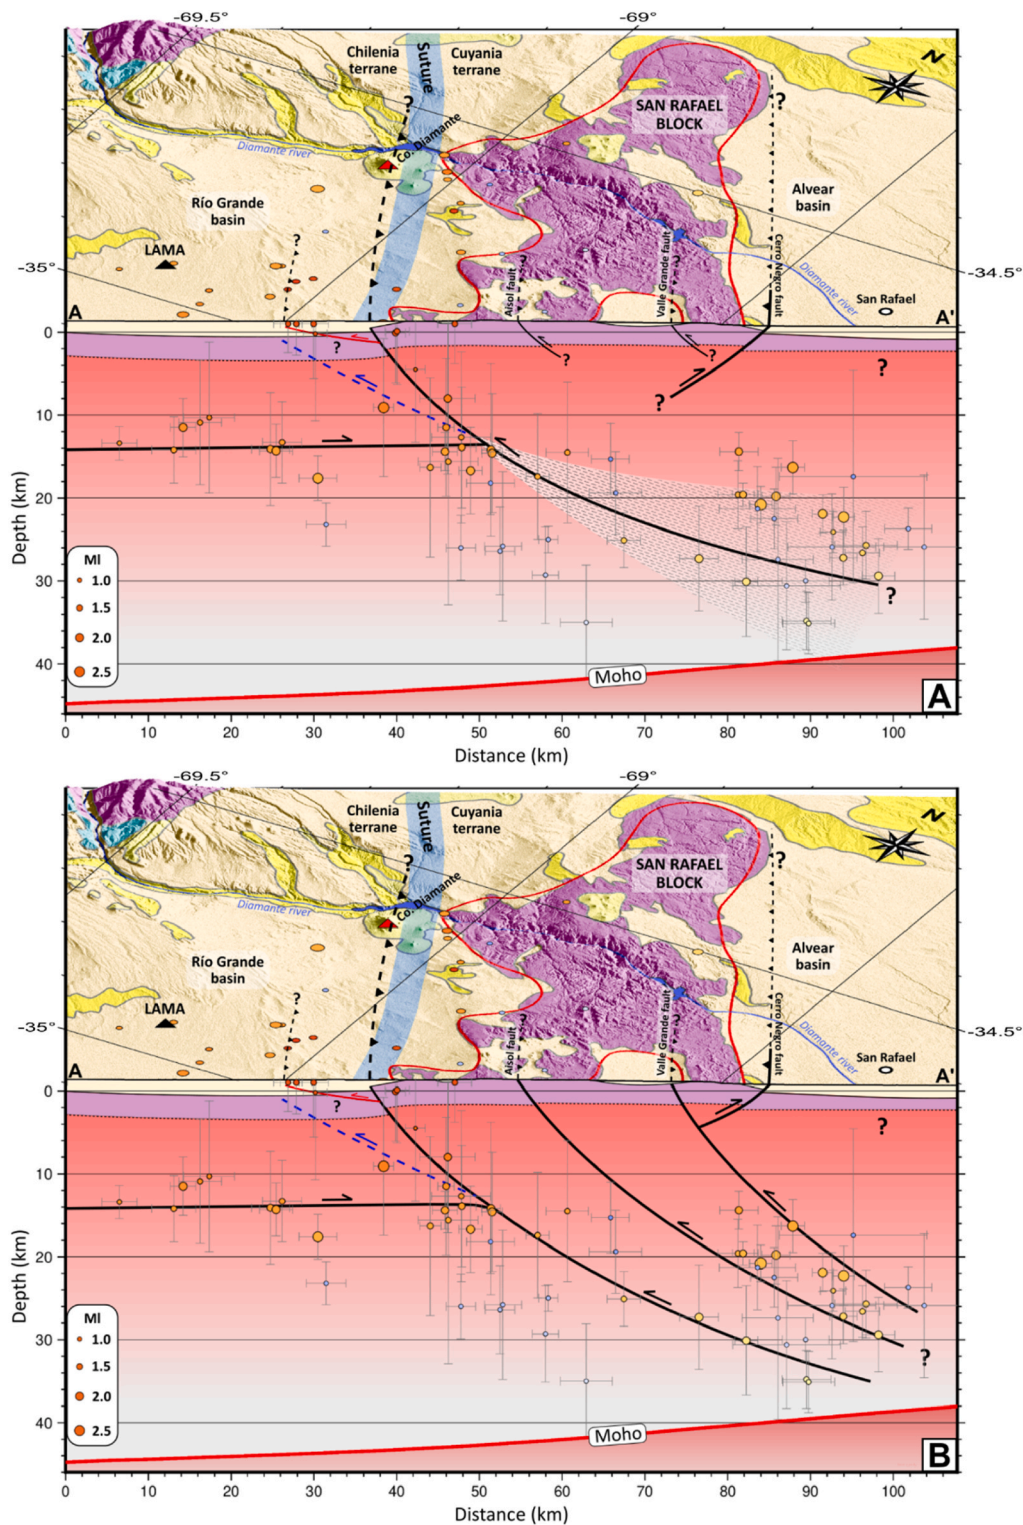 -69.5°
-69°
Chilenia
terrane
Suture
Cuyania
terrane
N
?
?
SAN RAFAEL
BLOCK
Co. Diamante
Diamante river
Río Grande
basin
Alvear
basin
LAMA
?
-35°
-34.5°
Aisol fault
?
Valle Grande fault
?
Cerro Negro fault
Diamante river
San Rafael
A
A'
0
?
?
?
?
?
10
20
30
40
Depth (km)
Ml
1.0
1.5
2.0
2.5
?
Moho
A
0 10 20 30 40 50 60 70 80 90 100
Distance (km)
-69.5°
-69°
Chilenia
terrane
Suture
Cuyania
terrane
N
?
?
SAN RAFAEL
BLOCK
Co. Diamante
Diamante river
Río Grande
basin
Alvear
basin
LAMA
?
-35°
-34.5°
Aisol fault
?
Valle Grande fault
?
Cerro Negro fault
Diamante river
San Rafael
A
A'
0
?
?
10
20
30
40
Depth (km)
Ml
1.0
1.5
2.0
2.5
?
Moho
B
0 10 20 30 40 50 60 70 80 90 100
Distance (km)